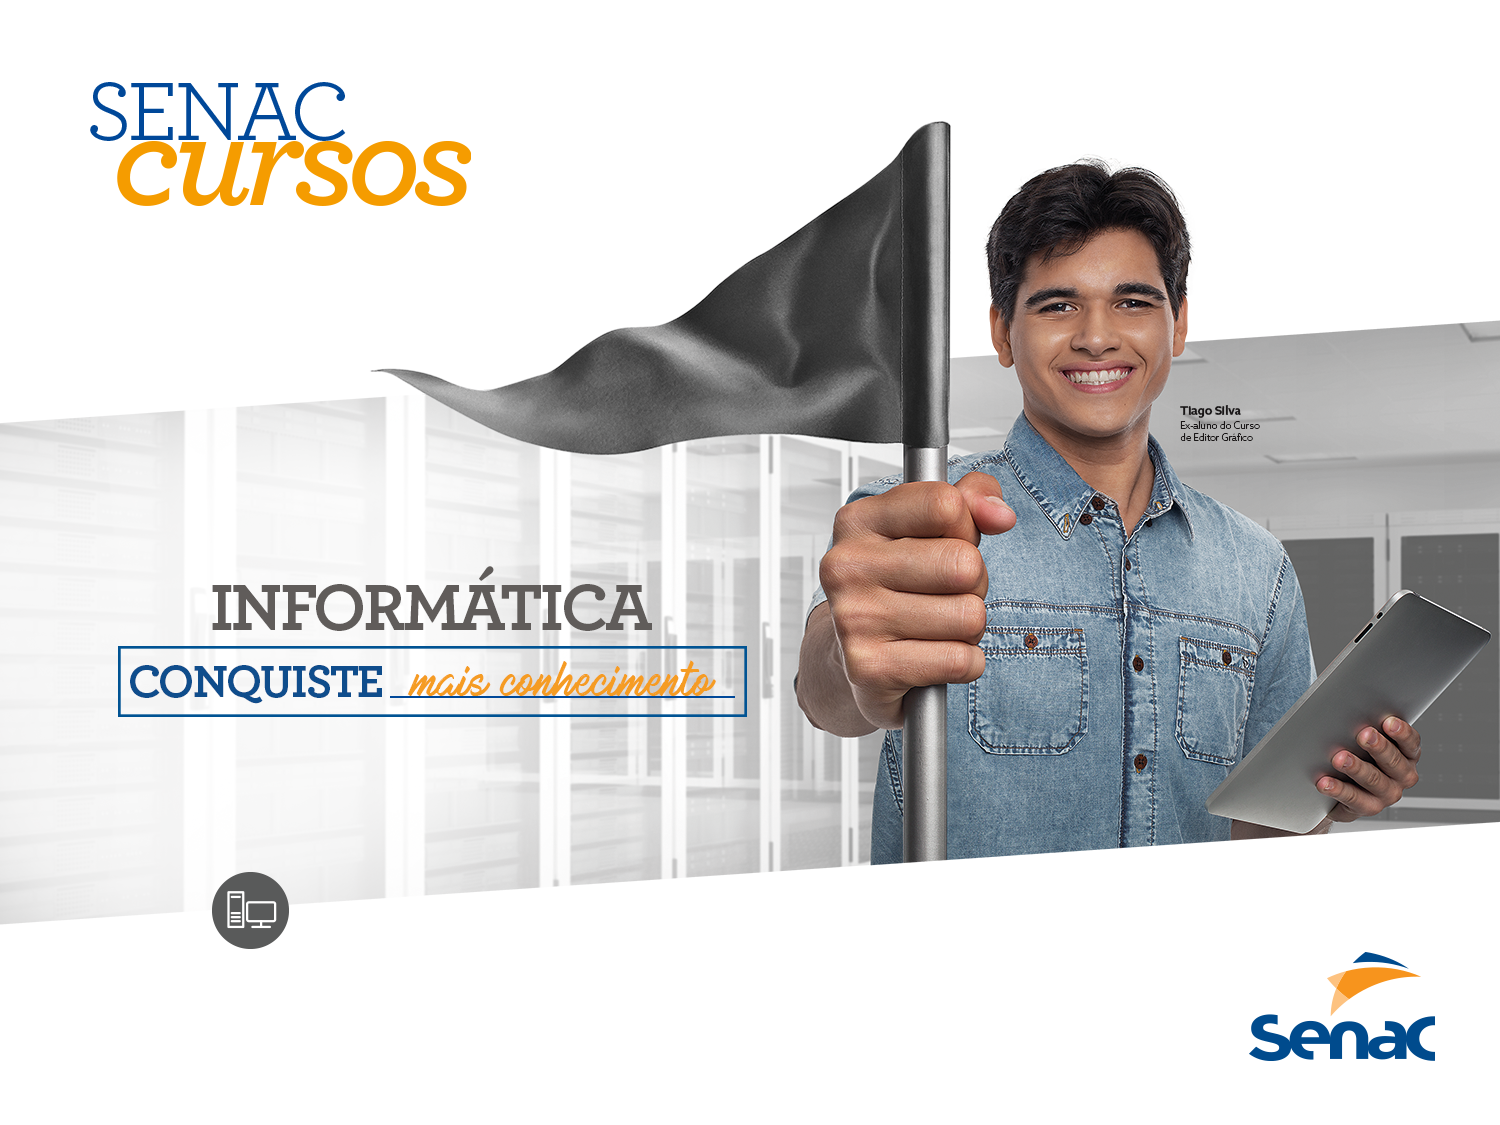 SENAC
cursos
Tiago Silva
Ex-aluno do Curso
de Editor Gráfico
INFORMÁTICA
CONQUISTE mais conhecimento
senac